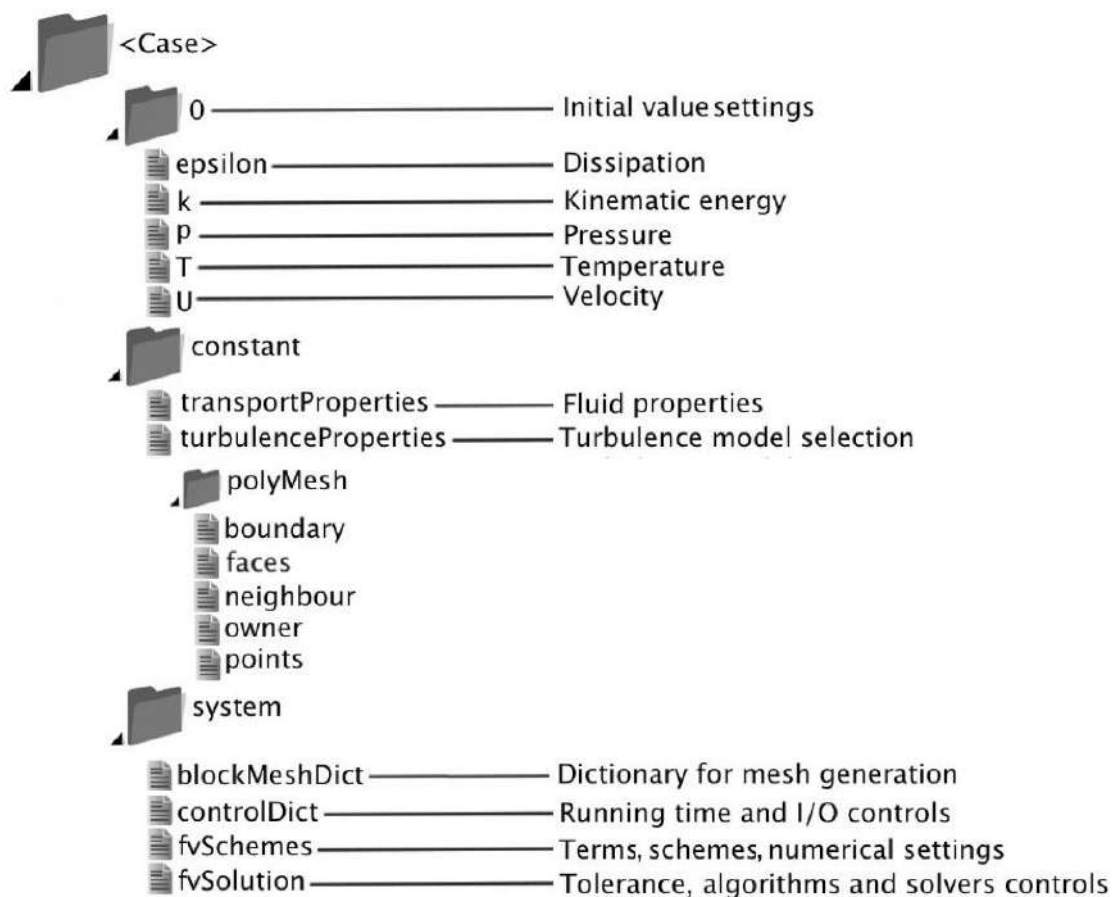 <Case>
0 Initial value settings
epsilon Dissipation
k Kinematic energy
p Pressure
T Temperature
U Velocity
constant
transportProperties Fluid properties
turbulenceProperties Turbulence model selection
polyMesh
boundary
faces
neighbour
owner
points
system
blockMeshDict Dictionary for mesh generation
controlDict Running time and I/O controls
fvSchemes Terms, schemes, numerical settings
fvSolution Tolerance, algorithms and solvers controls